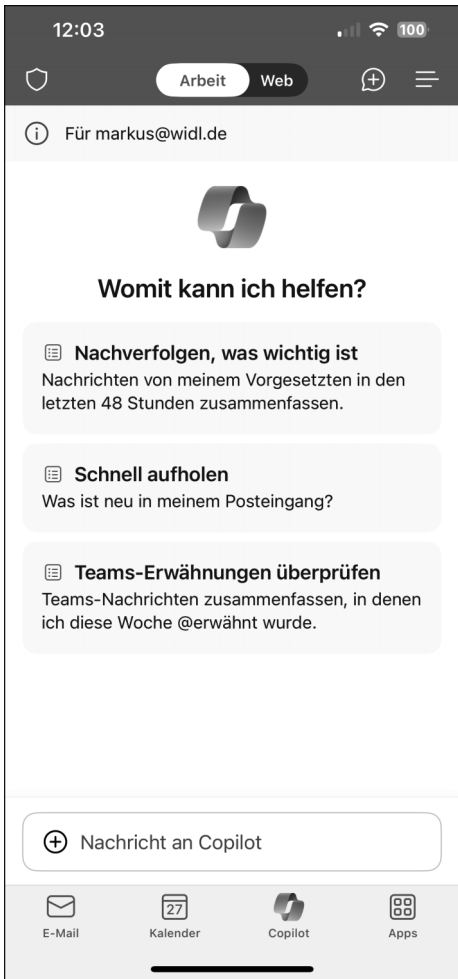 12:03
100
Arbeit Web
Für markus@widl.de
Womit kann ich helfen?
Nachverfolgen, was wichtig ist
Nachrichten von meinem Vorgesetzten in den
letzten 48 Stunden zusammenfassen.
Schnell aufholen
Was ist neu in meinem Posteingang?
Teams-Erwähnungen überprüfen
Teams-Nachrichten zusammenfassen, in denen
ich diese Woche @erwähnt wurde.
Nachricht an Copilot
27
E-Mail Kalender Copilot Apps